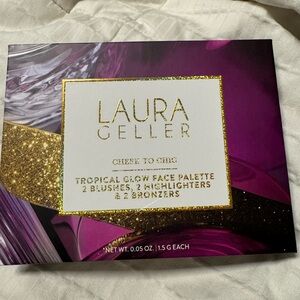 LAURA
GELLER
CHEEK TO CHIC
TROPICAL GLOW FACE PALETTE
2 BLUSHES, 2 HIGHLIGHTERS
& 2 BRONZERS
*NET WT. 0.05 OZ. | 1.5 G EACH